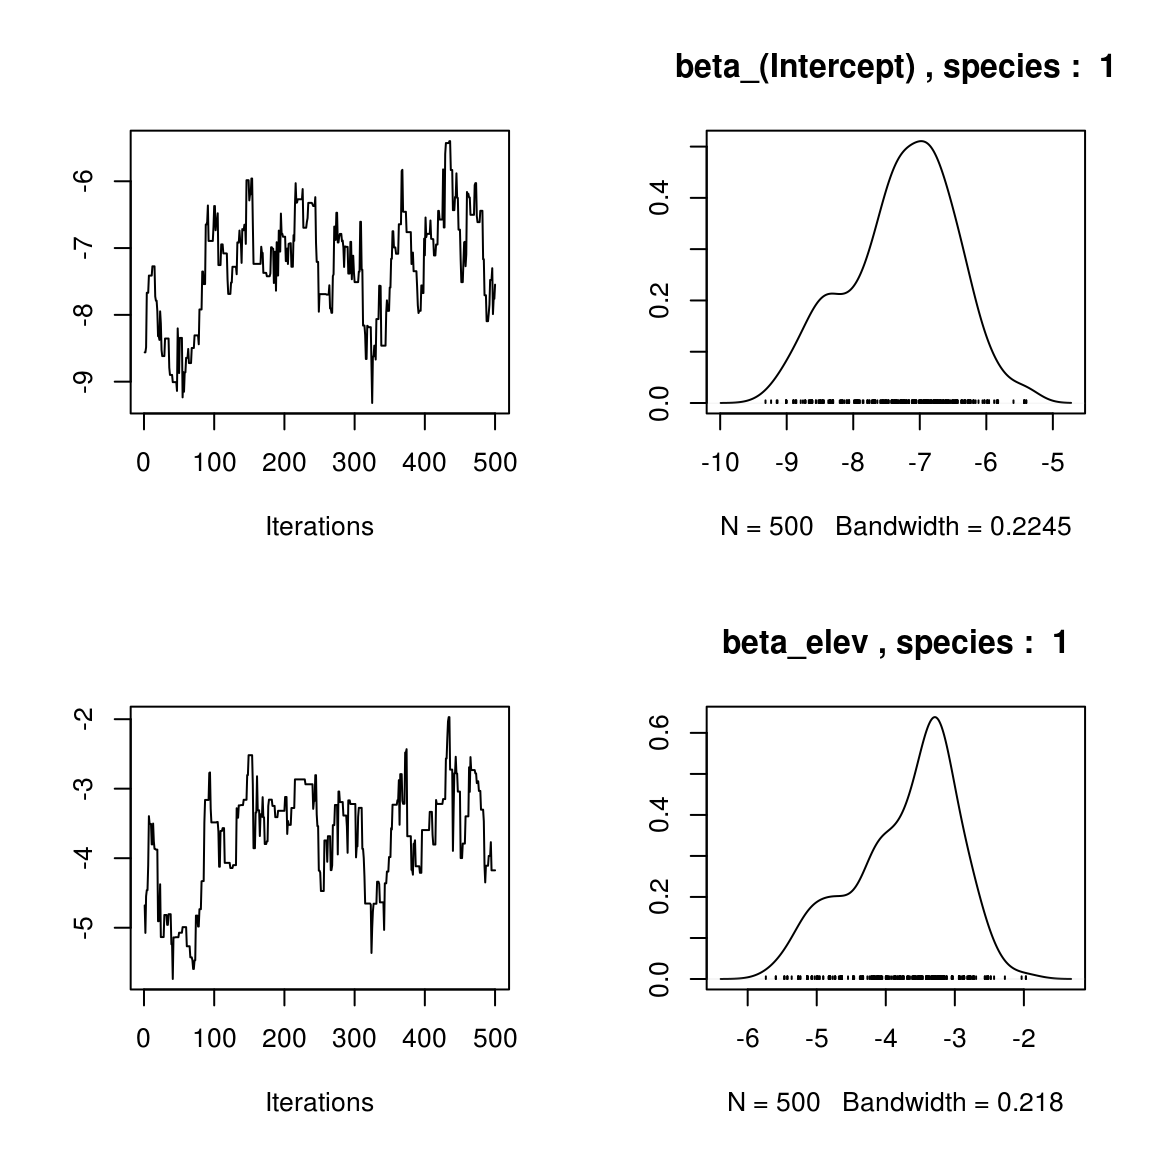 beta_(Intercept) , species :  1
-6
-7
-8
-9
0 100 200 300 400 500
Iterations
0.4
0.2
0.0
-10 -9 -8 -7 -6 -5
N = 500   Bandwidth = 0.2245
beta_elev , species :  1
-2
-3
-4
-5
0 100 200 300 400 500
Iterations
0.6
0.4
0.2
0.0
-6 -5 -4 -3 -2
N = 500   Bandwidth = 0.218